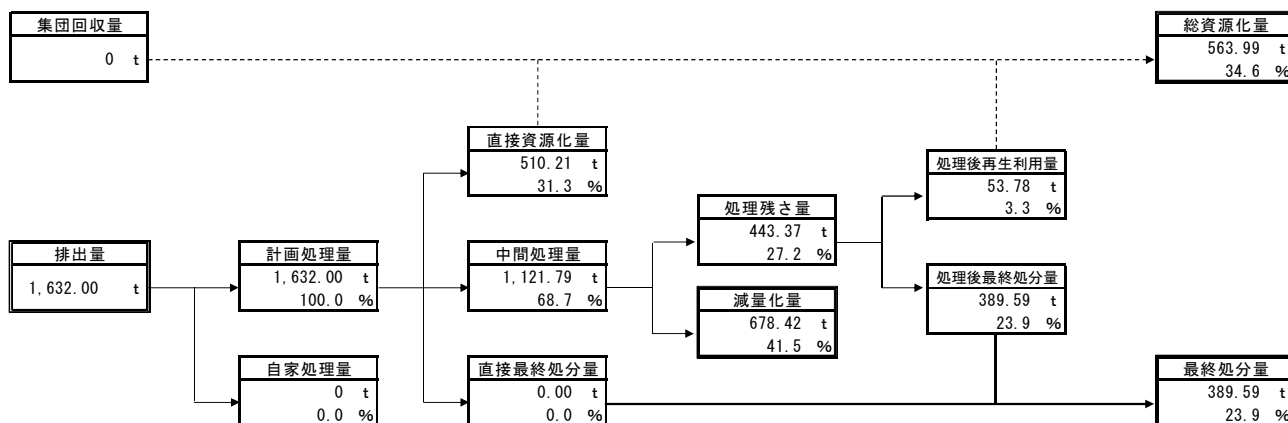 集団回収量
0 t
総資源化量
563.99 t
34.6 %
直接資源化量
510.21 t
31.3 %
処理後再生利用量
53.78 t
3.3 %
処理残さ量
443.37 t
27.2 %
排出量
1,632.00 t
計画処理量
1,632.00 t
100.0 %
中間処理量
1,121.79 t
68.7 %
減量化量
678.42 t
41.5 %
処理後最終処分量
389.59 t
23.9 %
自家処理量
0 t
0.0 %
直接最終処分量
0.00 t
0.0 %
最終処分量
389.59 t
23.9 %